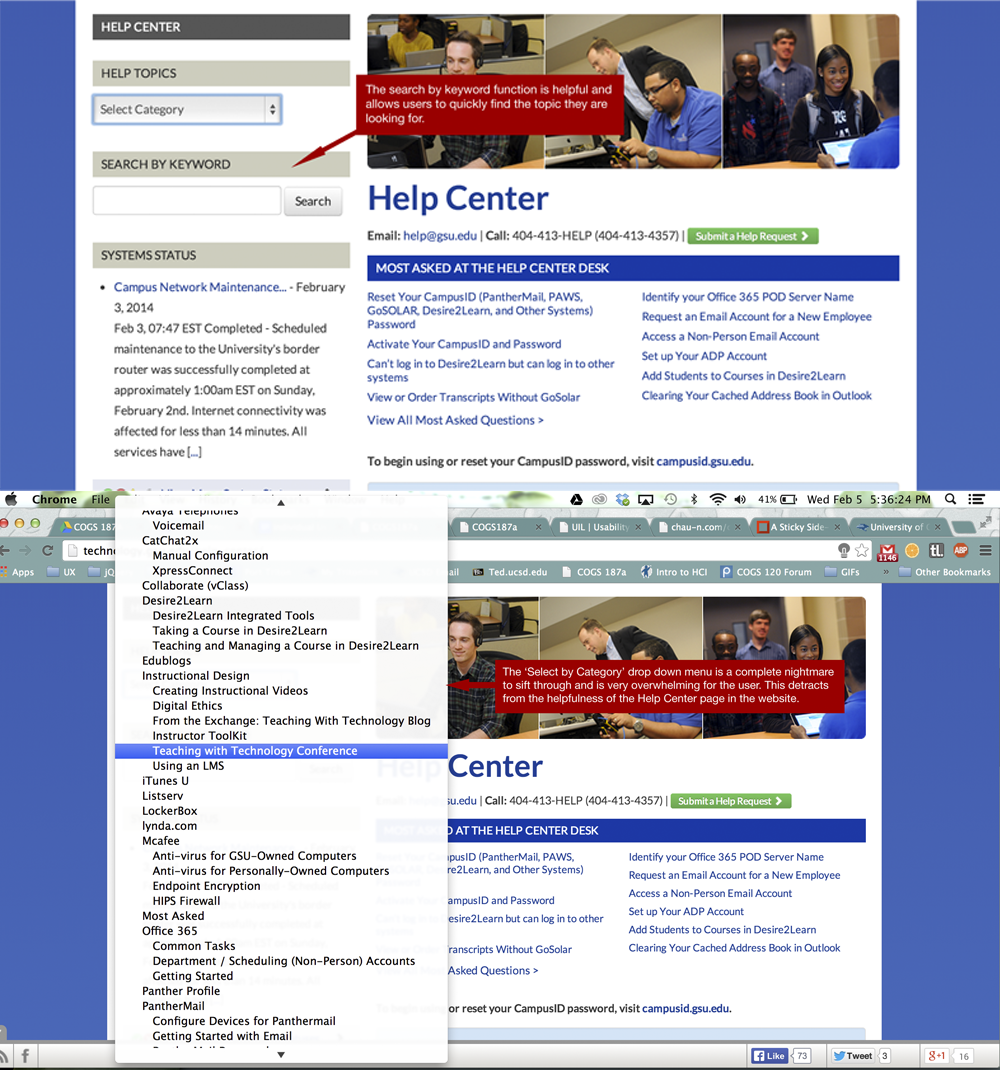 HELP CENTER
HELP TOPICS
Select Category
SEARCH BY KEYWORD
Search
SYSTEMS STATUS
Campus Network Maintenance... - February
3, 2014
Feb 3, 07:47 EST Completed - Scheduled
maintenance to the University's border
router was successfully completed at
approximately 1:00am EST on Sunday,
February 2nd. Internet connectivity was
affected for less than 14 minutes. All
services have [...]
The search by keyword function is helpful and
allows users to quickly find the topic they are
looking for.
Help Center
Email: help@gsu.edu | Call: 404-413-HELP (404-413-4357) | Submit a Help Request
MOST ASKED AT THE HELP CENTER DESK
Reset Your CampusID (PantherMail, PAWS,
GoSOLAR, Desire2Learn, and Other Systems)
Password
Activate Your CampusID and Password
Can't log in to Desire2Learn but can log in to other
systems
View or Order Transcripts Without GoSolar
View All Most Asked Questions >
Identify your Office 365 POD Server Name
Request an Email Account for a New Employee
Access a Non-Person Email Account
Set up Your ADP Account
Add Students to Courses in Desire2Learn
Clearing Your Cached Address Book in Outlook
To begin using or reset your CampusID password, visit campusid.gsu.edu.
Chrome File
41% Wed Feb 5 5:36:24 PM
COGS 187 COGS187a UIL | Usability chau-n.com/ A Sticky Side University of
techn
1146 tL ABP
Apps UX jQ ail Ted.ucsd.edu COGS 187a Intro to HCI COGS 120 Forum GIFs » Other Bookmarks
Avaya Telephones
Voicemail
CatChat2x
Manual Configuration
XpressConnect
Collaborate (vClass)
Desire2Learn
Desire2Learn Integrated Tools
Taking a Course in Desire2Learn
Teaching and Managing a Course in Desire2Learn
Edublogs
Instructional Design
Creating Instructional Videos
Digital Ethics
From the Exchange: Teaching With Technology Blog
Instructor ToolKit
Teaching with Technology Conference
Using an LMS
iTunes U
Listserv
LockerBox
lynda.com
Mcafee
Anti-virus for GSU-Owned Computers
Anti-virus for Personally-Owned Computers
Endpoint Encryption
HIPS Firewall
Most Asked
Office 365
Common Tasks
Department / Scheduling (Non-Person) Accounts
Getting Started
Panther Profile
PantherMail
Configure Devices for Panthermail
Getting Started with Email
The 'Select by Category' drop down menu is a complete nightmare
to sift through and is very overwhelming for the user. This detracts
from the helpfulness of the Help Center page in the website.
Help Center
su.edu | Call: 404-413-HELP (404-413-4357) | Submit a Help Request
MOST ASKED AT THE HELP CENTER DESK
pusID (PantherMail, PAWS,
re2Learn, and Other Systems)
mpusID and Password
esire2Learn but can log in to other
Transcripts Without GoSolar
Asked Questions >
Identify your Office 365 POD Server Name
Request an Email Account for a New Employee
Access a Non-Person Email Account
Set up Your ADP Account
Add Students to Courses in Desire2Learn
Clearing Your Cached Address Book in Outlook
or reset your CampusID password, visit campusid.gsu.edu.
Like 73 Tweet 3 +1 16